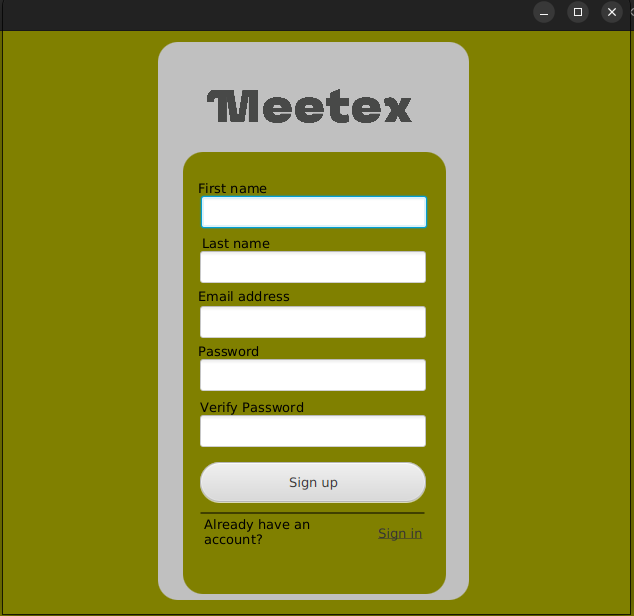 Meetex
First name
Last name
Email address
Password
Verify Password
Sign up
Already have an
account?
Sign in